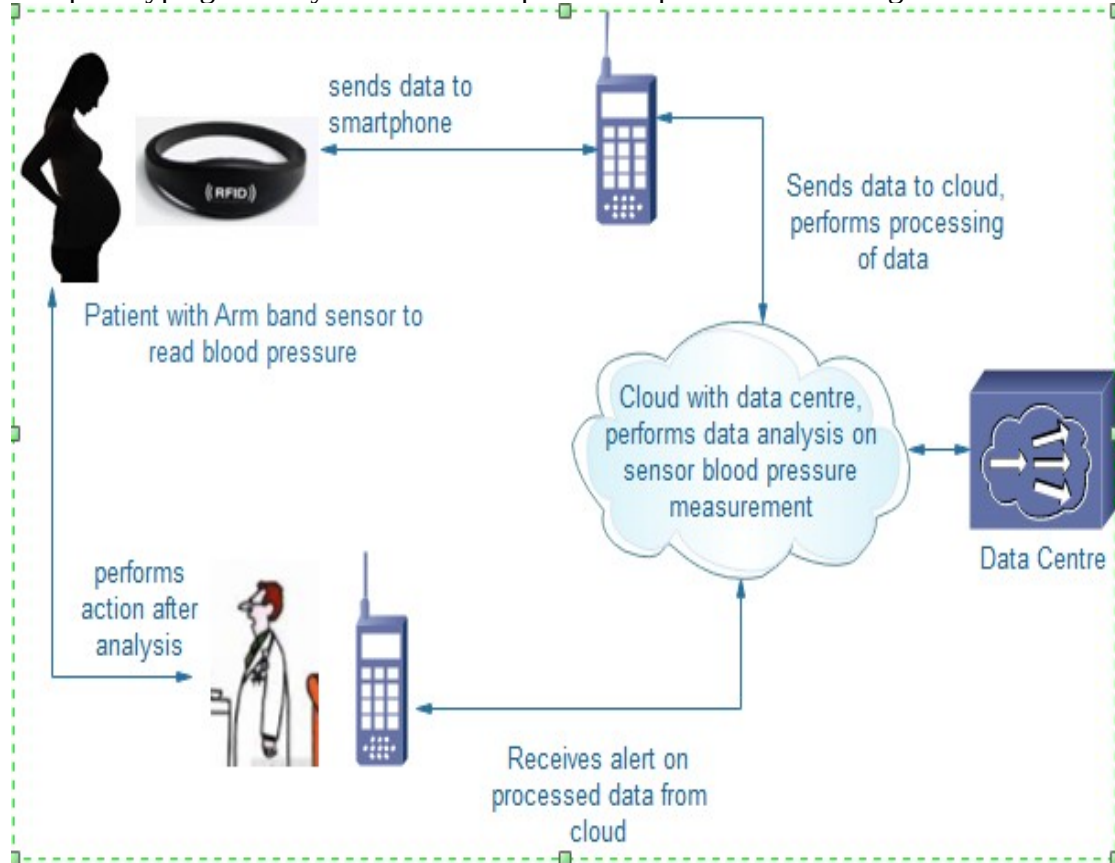 sends data to
smartphone
((RFID))
Sends data to cloud,
performs processing
of data
Patient with Arm band sensor to
read blood pressure
Cloud with data centre,
performs data analysis on
sensor blood pressure
measurement
Data Centre
performs
action after
analysis
Receives alert on
processed data from
cloud